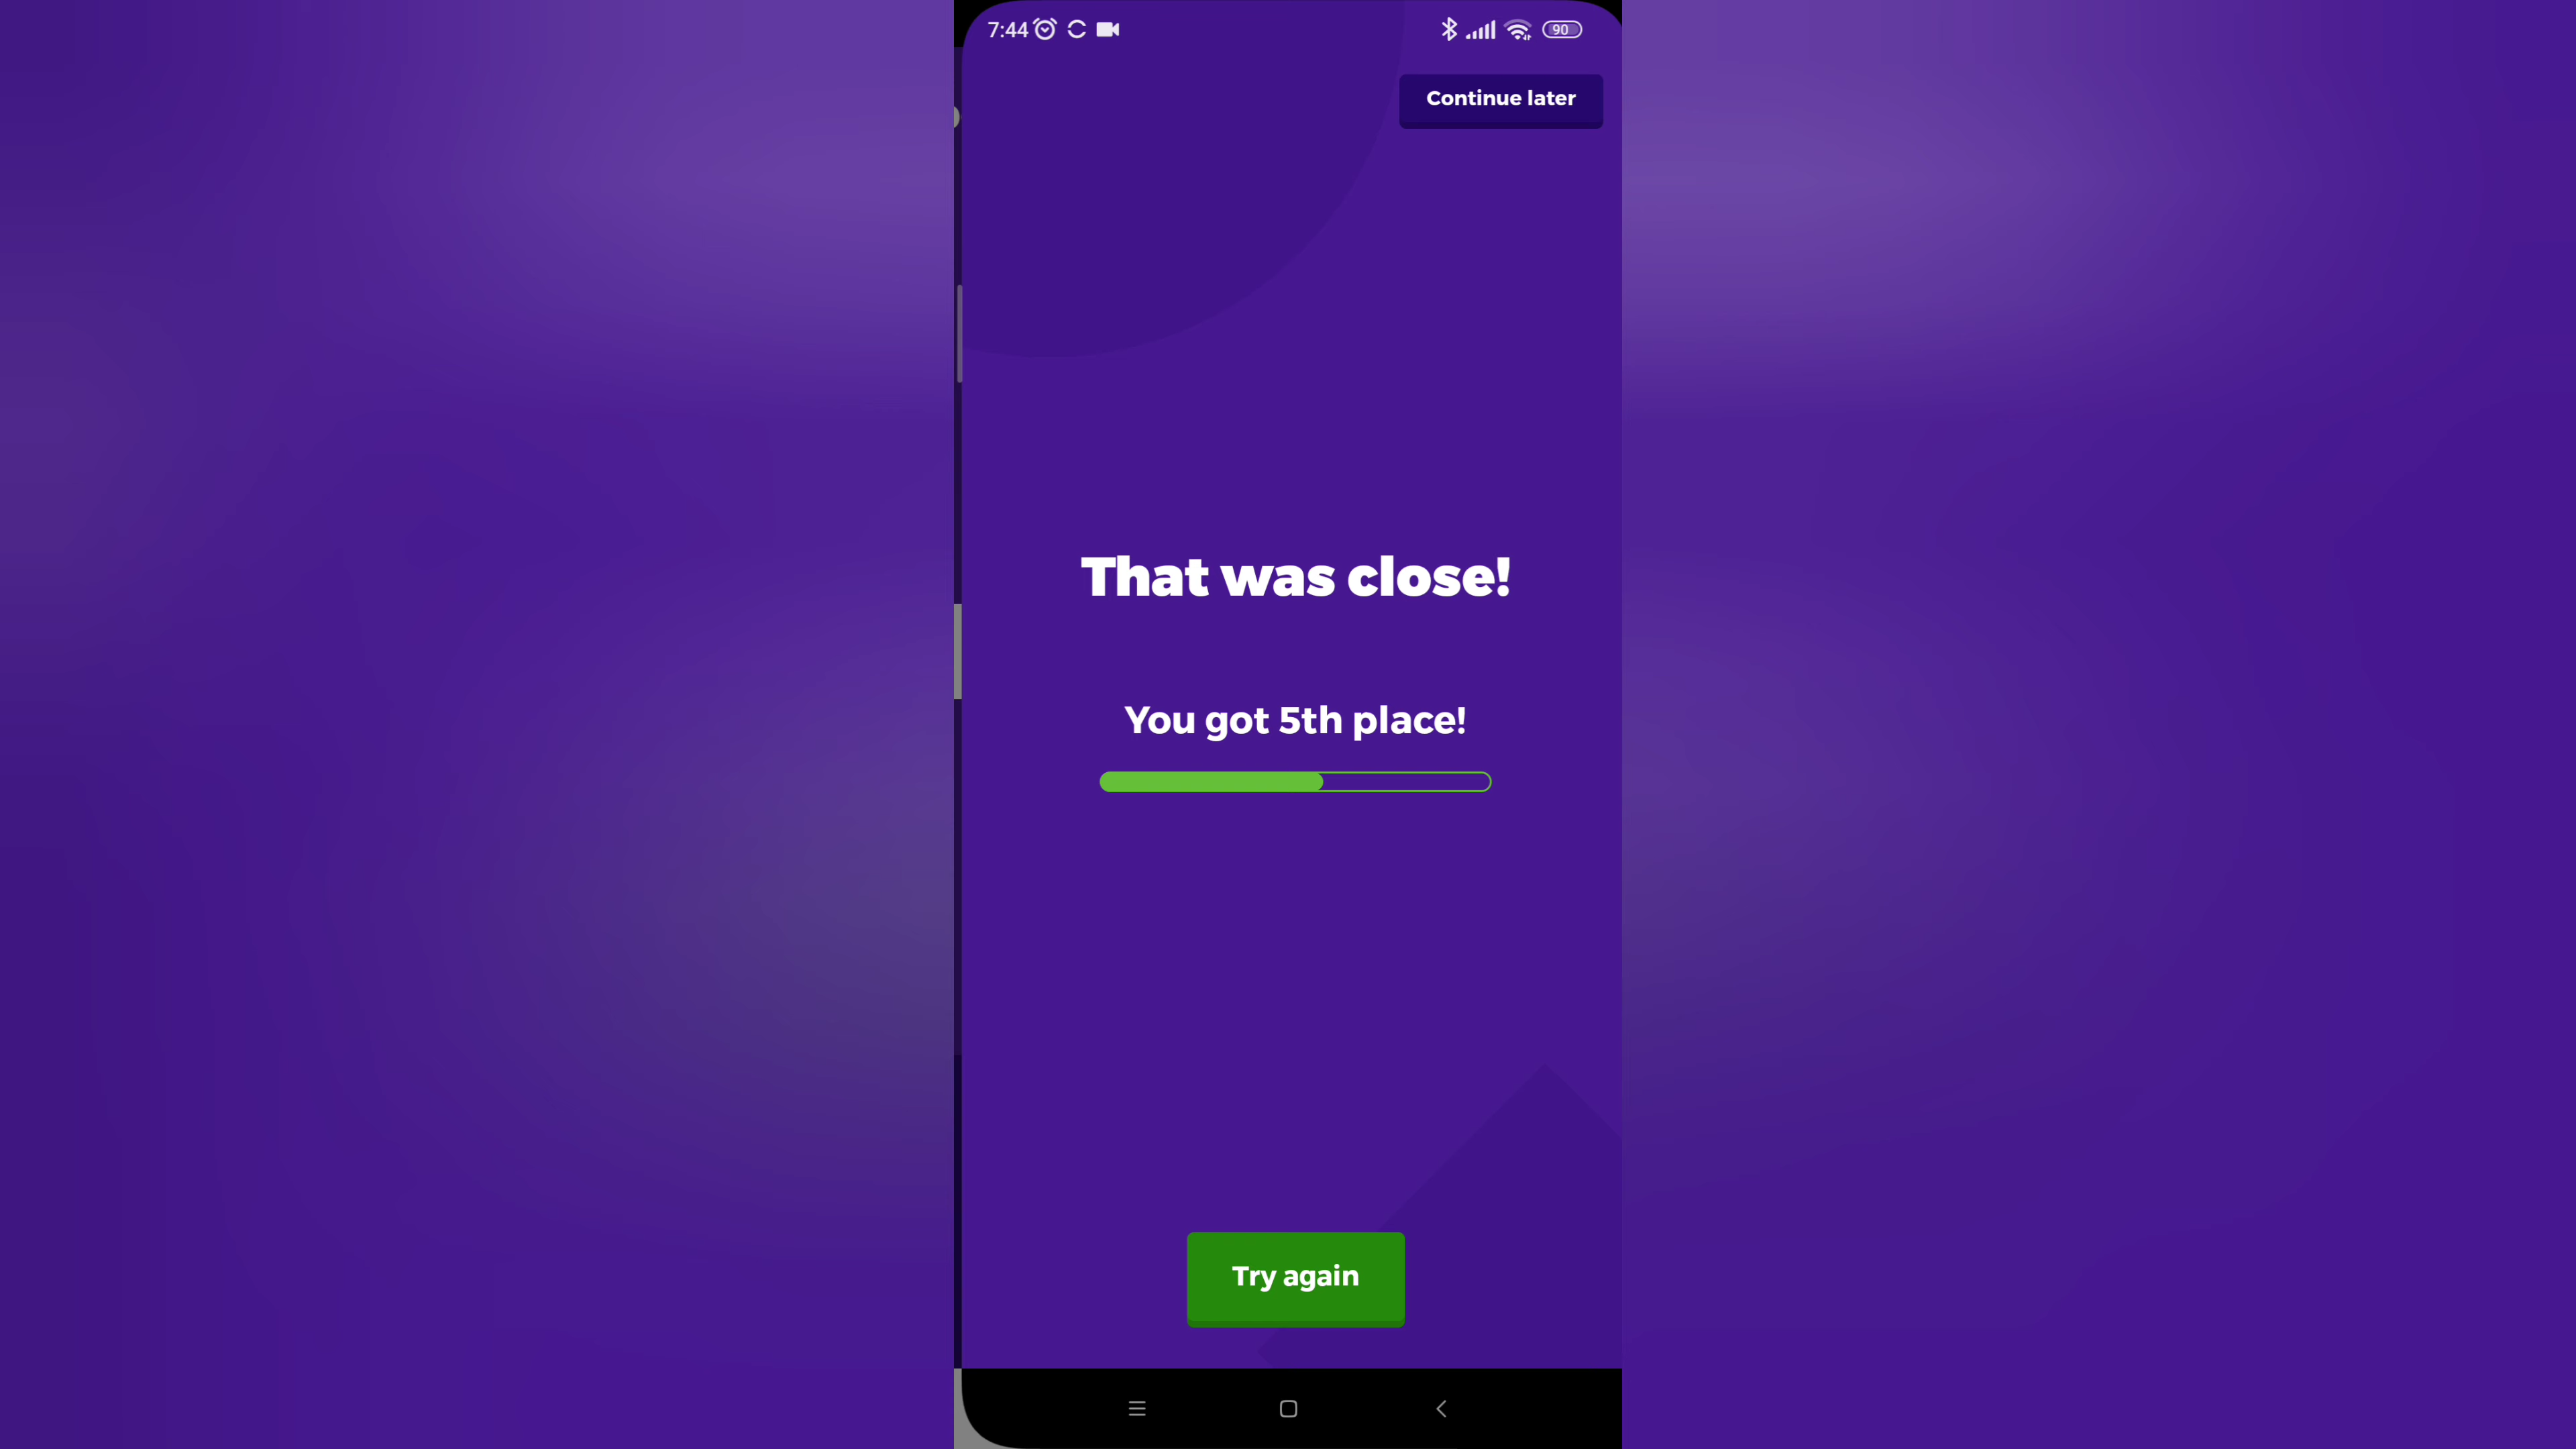 7:44
90
Continue later
That was close!
You got 5th place!
Try again